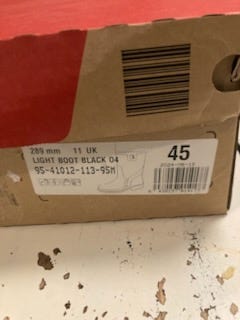 289 mm 11 UK
LIGHT BOOT BLACK 04
95-41012-113-95M
45